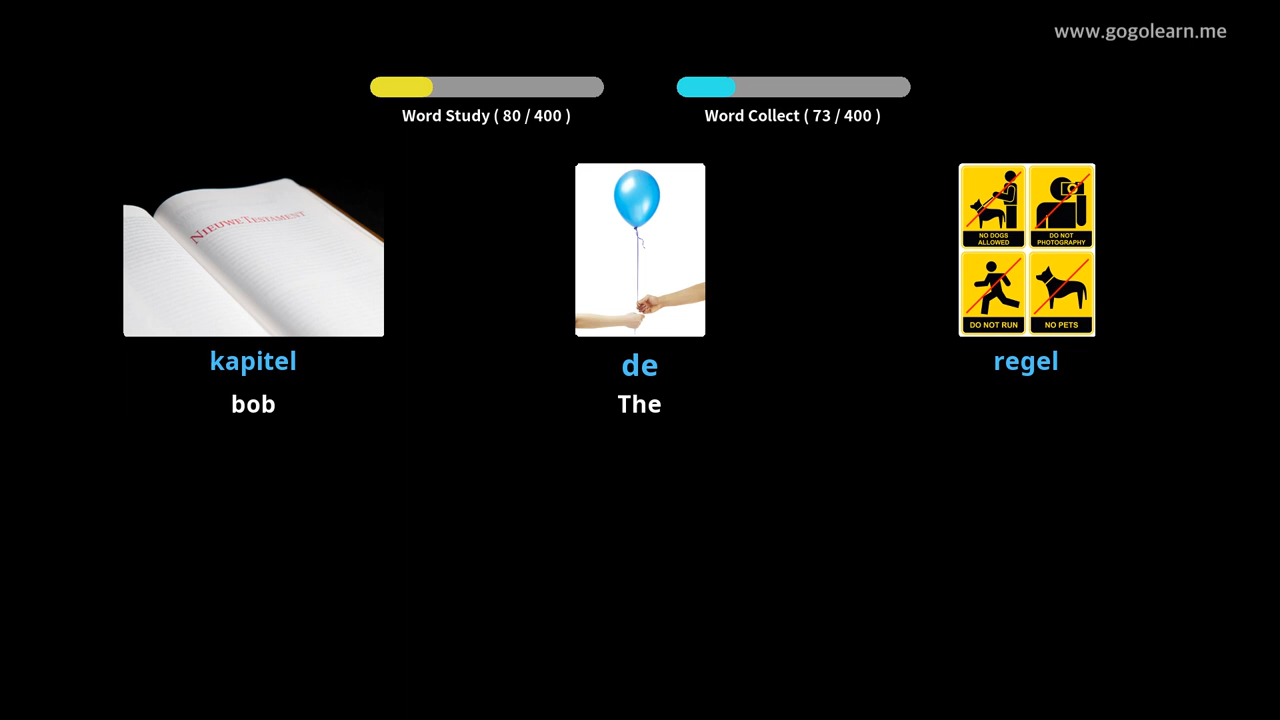 www.gogolearn.me
Word Study ( 80 / 400 )
Word Collect ( 73 / 400 )
NIEUWE TESTAMENT
NO DOGS
ALLOWED
DO NOT
PHOTOGRAPHY
DO NOT RUN
NO PETS
kapitel
de
regel
bob
The